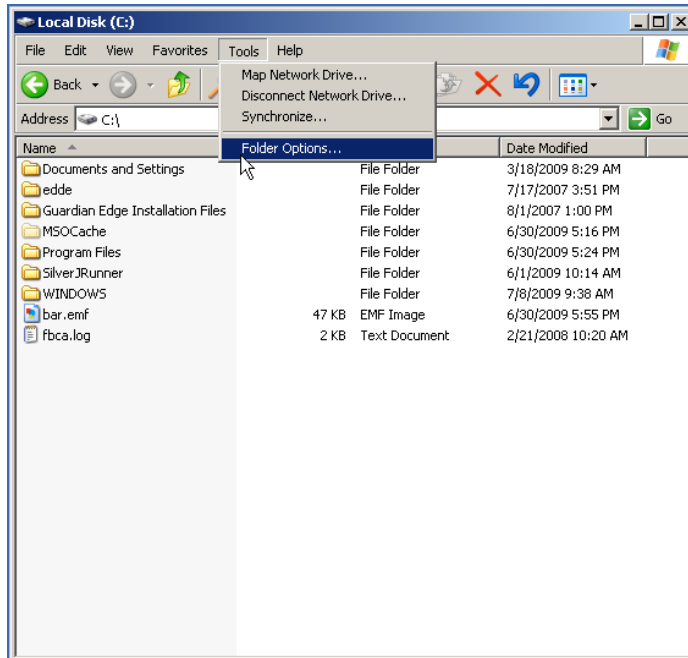 Local Disk (C:)
File Edit View Favorites Tools Help
Back
Map Network Drive...
Disconnect Network Drive...
Synchronize...
Folder Options...
Address C:\ Go
Name Date Modified
Documents and Settings File Folder 3/18/2009 8:29 AM
edde File Folder 7/17/2007 3:51 PM
Guardian Edge Installation Files File Folder 8/1/2007 1:00 PM
MSOCache File Folder 6/30/2009 5:16 PM
Program Files File Folder 6/30/2009 5:24 PM
SilverJRunner File Folder 6/1/2009 10:14 AM
WINDOWS File Folder 7/8/2009 9:38 AM
bar.emf 47 KB EMF Image 6/30/2009 5:55 PM
fbca.log 2 KB Text Document 2/21/2008 10:20 AM